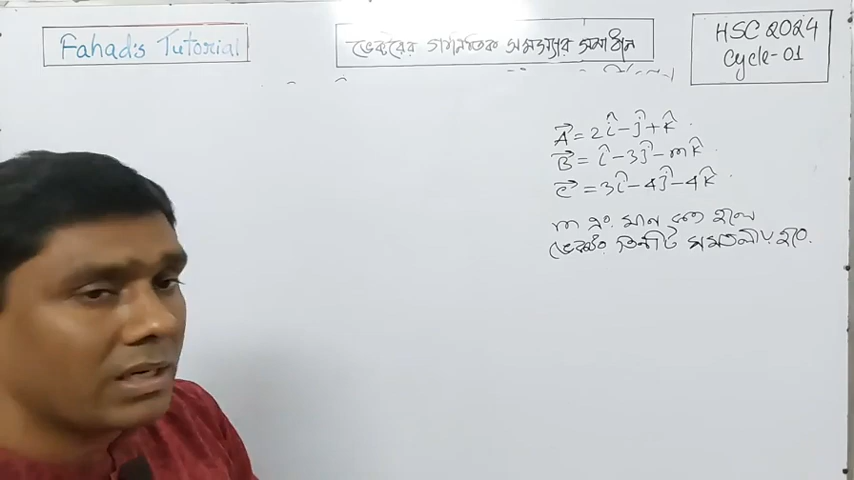 Fahad's Tutorial
ভেক্টরের গাণিতিক সমস্যার সমাধান
HSC 2024
Cycle-01
A⃗ = 2î - ĵ + k̂
B⃗ = î - 3ĵ - mk̂
C⃗ = 3î - 4ĵ - 4k̂
m এর মান কত হলে
ভেক্টর তিনটি সমতলীয় হবে.